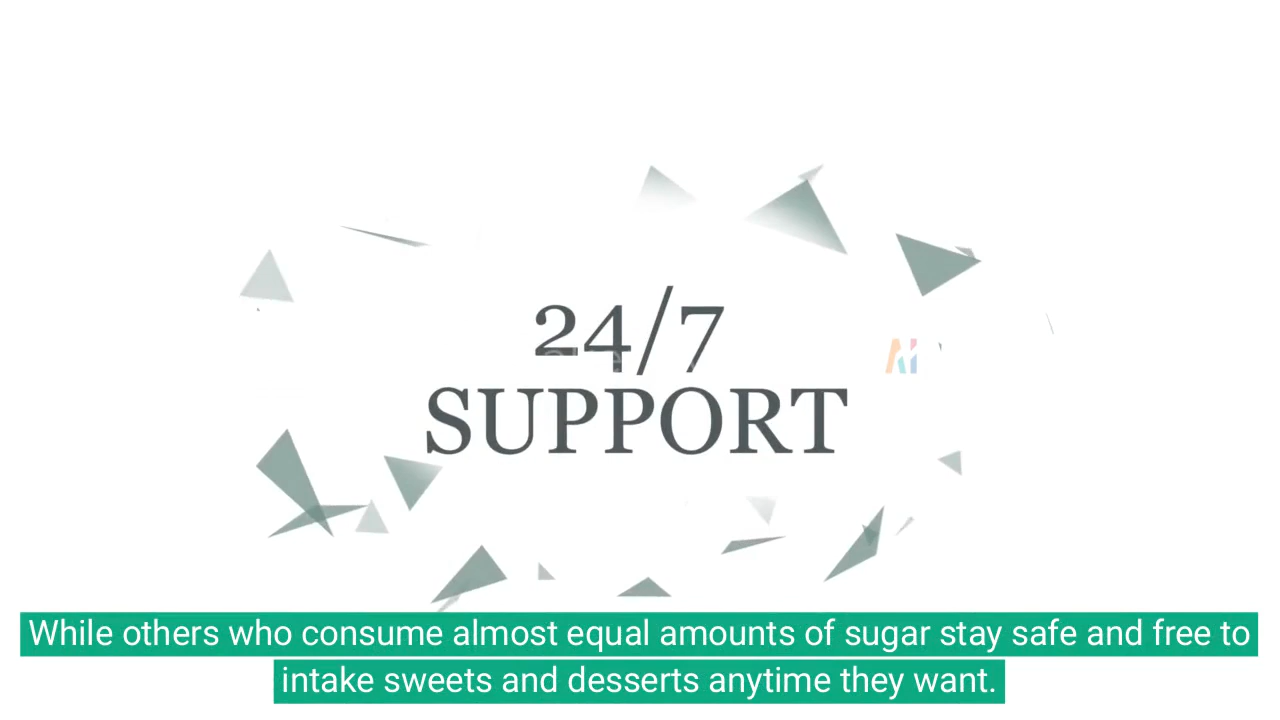 24/7
SUPPORT
AI
While others who consume almost equal amounts of sugar stay safe and free to
intake sweets and desserts anytime they want.